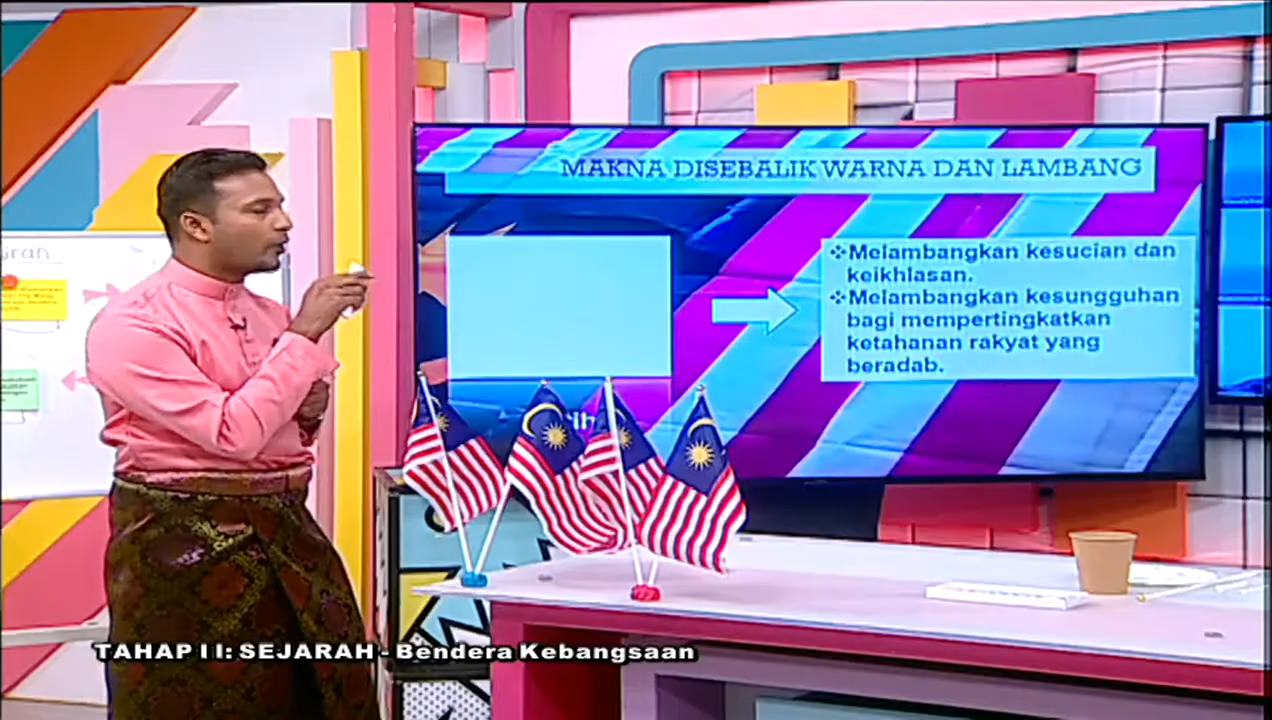 MAKNA DISEBALIK WARNA DAN LAMBANG
❖Melambangkan kesucian dan
keikhlasan.
❖Melambangkan kesungguhan
bagi mempertingkatkan
ketahanan rakyat yang
beradab.
TAHAP II: SEJARAH - Bendera Kebangsaan